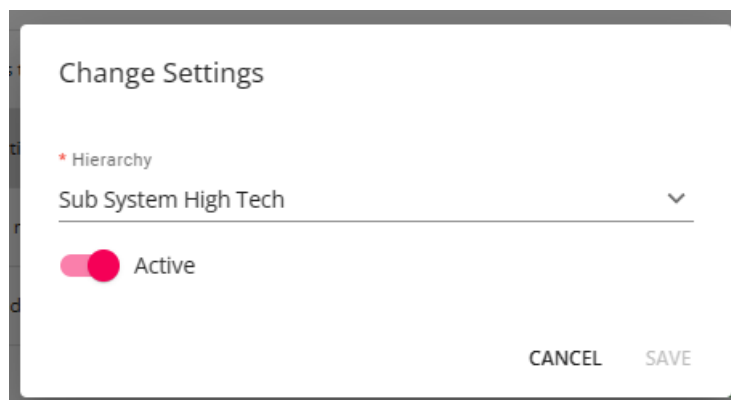 Change Settings
* Hierarchy
Sub System High Tech
Active
CANCEL SAVE